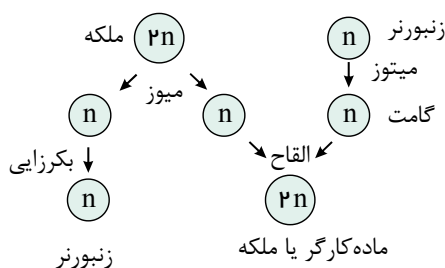 زنبورنر
ملکه
۲n
n
میتوز
میوز
n
گامت
n
n
القاح
بکرزایی
۲n
n
ماده‌کارگر یا ملکه
زنبورنر